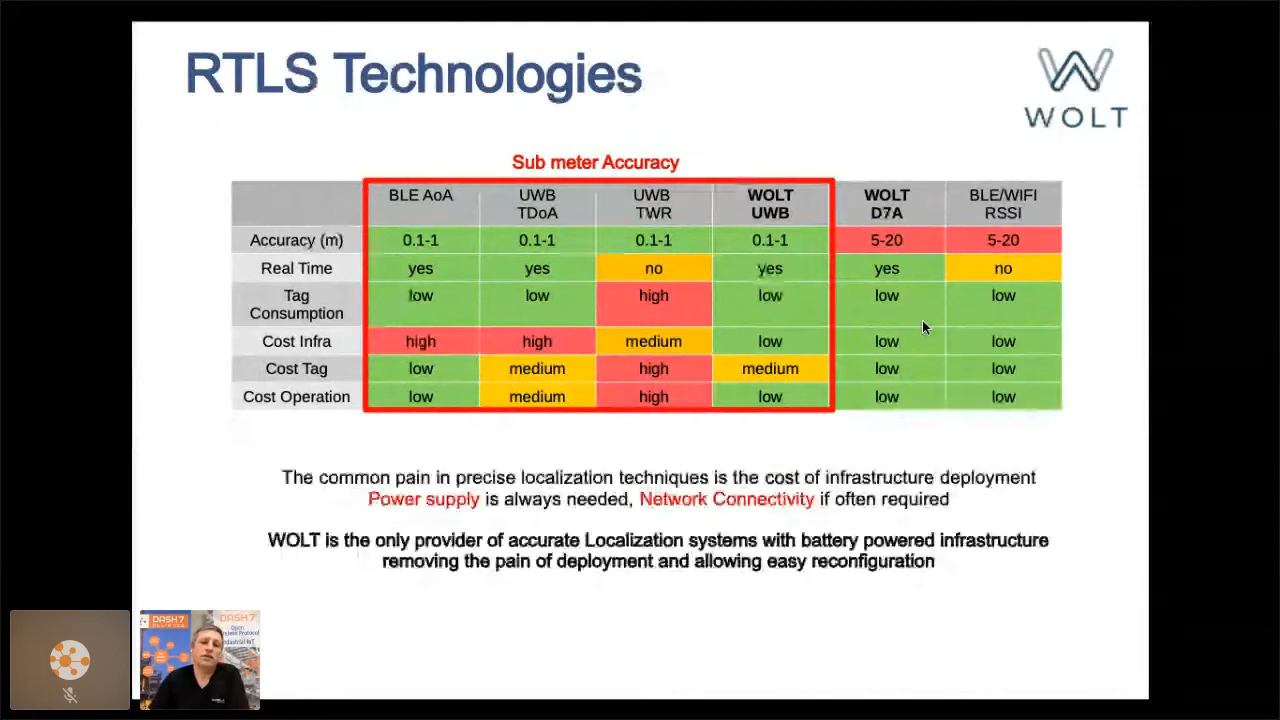 RTLS Technologies
WOLT
Sub meter Accuracy
BLE AoA UWB TDoA UWB TWR WOLT UWB WOLT D7A BLE/WIFI RSSI
Accuracy (m) 0.1-1 0.1-1 0.1-1 0.1-1 5-20 5-20
Real Time yes yes no yes yes no
Tag Consumption low low high low low low
Cost Infra high high medium low low low
Cost Tag low medium high medium low low
Cost Operation low medium high low low low
The common pain in precise localization techniques is the cost of infrastructure deployment
Power supply is always needed, Network Connectivity if often required
WOLT is the only provider of accurate Localization systems with battery powered infrastructure
removing the pain of deployment and allowing easy reconfiguration
DASH7
DASH7
Open